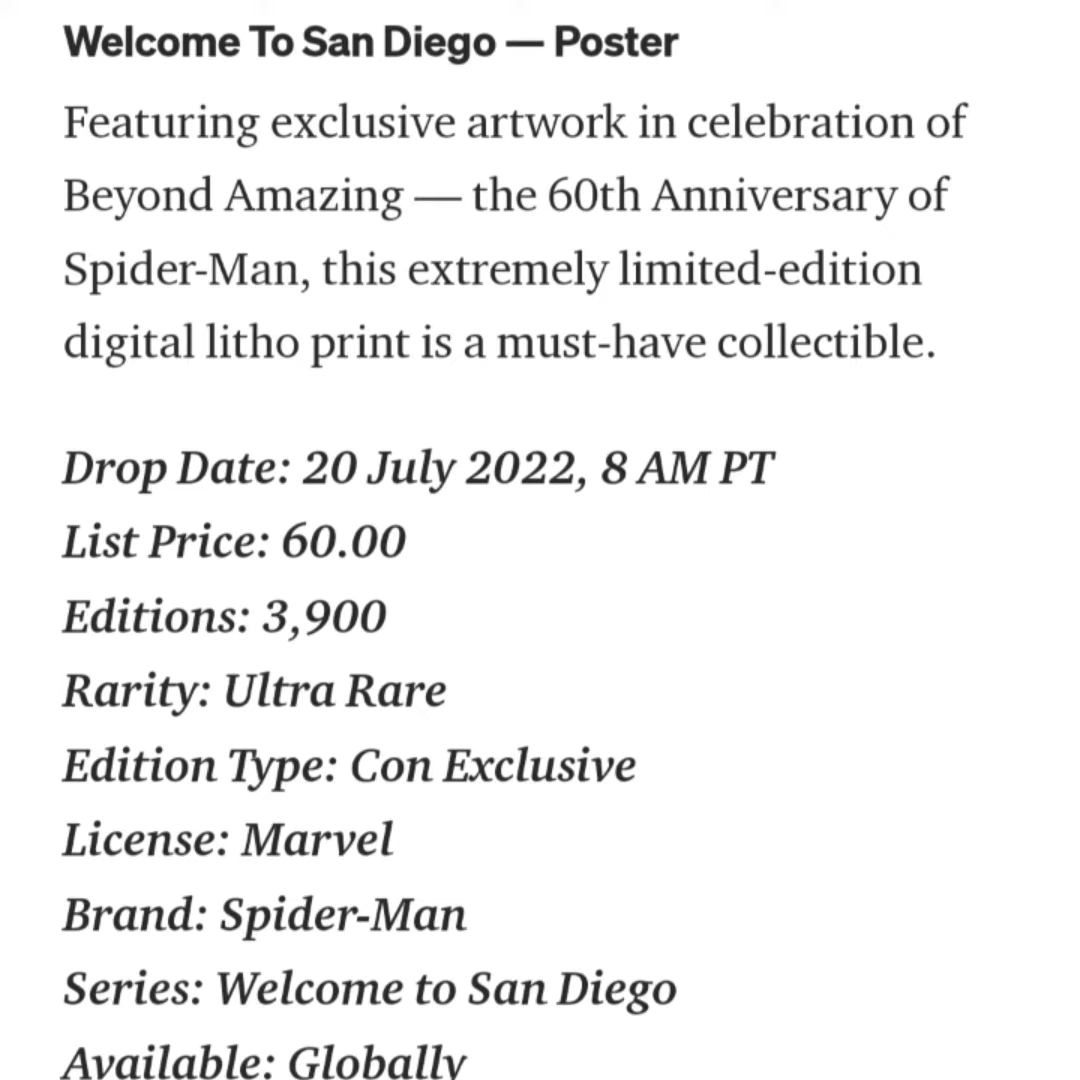 Welcome To San Diego — Poster
Featuring exclusive artwork in celebration of
Beyond Amazing — the 60th Anniversary of
Spider-Man, this extremely limited-edition
digital litho print is a must-have collectible.
Drop Date: 20 July 2022, 8 AM PT
List Price: 60.00
Editions: 3,900
Rarity: Ultra Rare
Edition Type: Con Exclusive
License: Marvel
Brand: Spider-Man
Series: Welcome to San Diego
Available: Globally